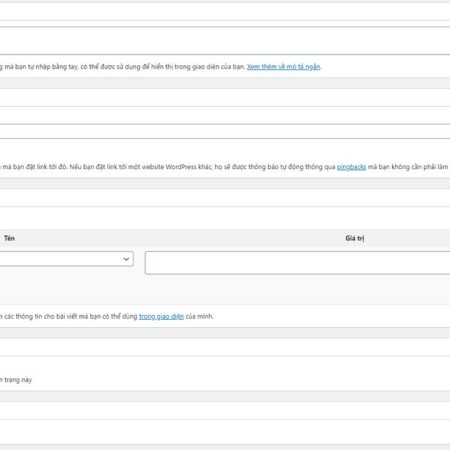 mà bạn tự nhập bằng tay, có thể được sử dụng để hiển thị trong giao diện của bạn. Xem thêm về mô tả ngắn.
mà bạn đặt link tới đó. Nếu bạn đặt link tới một website WordPress khác, họ sẽ được thông báo tự động thông qua pingbacks mà bạn không cần phải làm
Tên Giá trị
các thông tin cho bài viết mà bạn có thể dùng trong giao diện của mình.
trang này